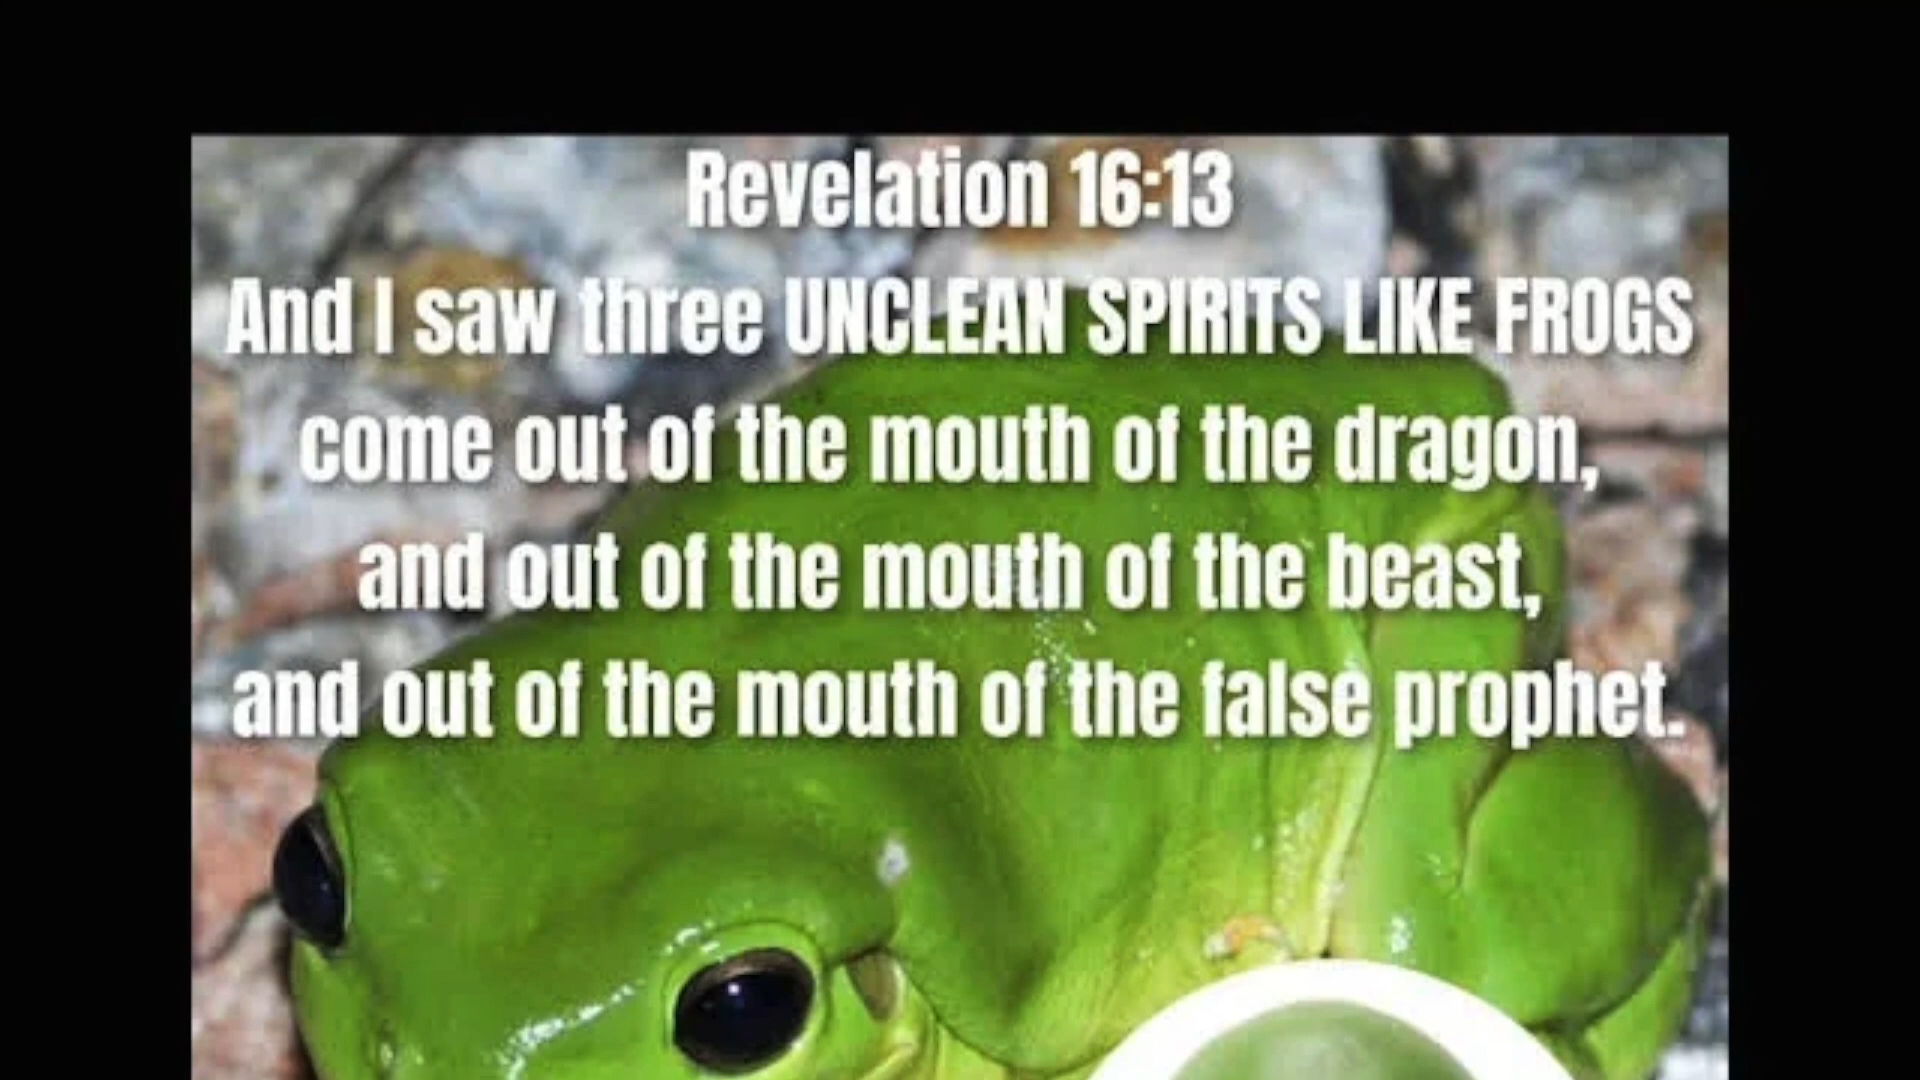 Revelation 16:13
And I saw three UNCLEAN SPIRITS LIKE FROGS
come out of the mouth of the dragon,
and out of the mouth of the beast,
and out of the mouth of the false prophet.